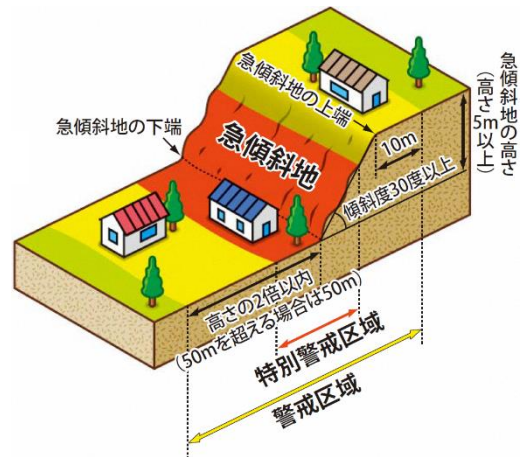 急傾斜地の上端
急傾斜地の下端
急傾斜地
10m
急傾斜地の高さ
(高さ5m以上)
傾斜度30度以上
高さの2倍以内
(50mを超える場合は50m)
特別警戒区域
警戒区域